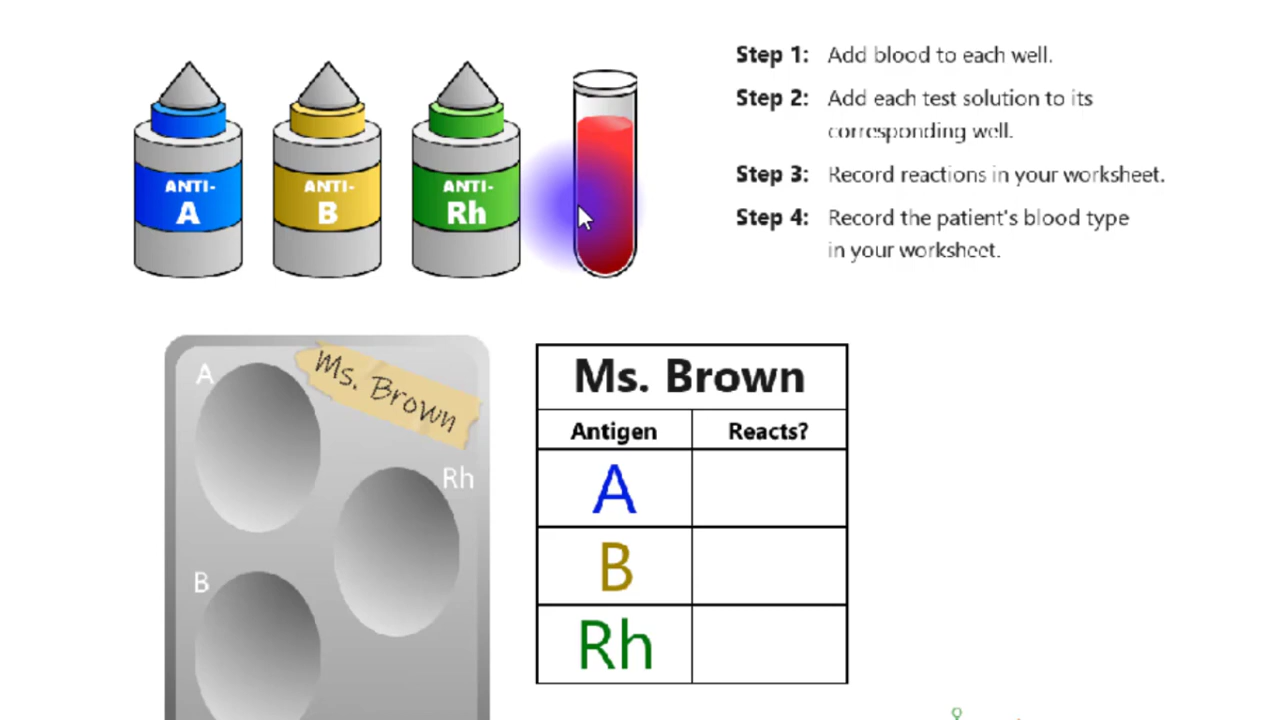 ANTI-
A
ANTI-
B
ANTI-
Rh
Step 1: Add blood to each well.
Step 2: Add each test solution to its
corresponding well.
Step 3: Record reactions in your worksheet.
Step 4: Record the patient's blood type
in your worksheet.
A
Ms. Brown
Rh
B
Ms. Brown
Antigen Reacts?
A
B
Rh